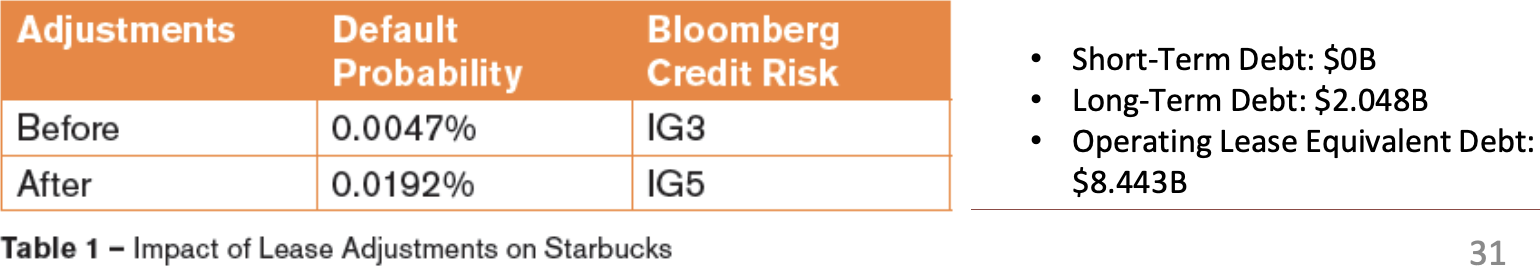 Adjustments Default Probability Bloomberg Credit Risk
Before 0.0047% IG3
After 0.0192% IG5
Table 1 – Impact of Lease Adjustments on Starbucks
• Short-Term Debt: $0B
• Long-Term Debt: $2.048B
• Operating Lease Equivalent Debt:
$8.443B
31